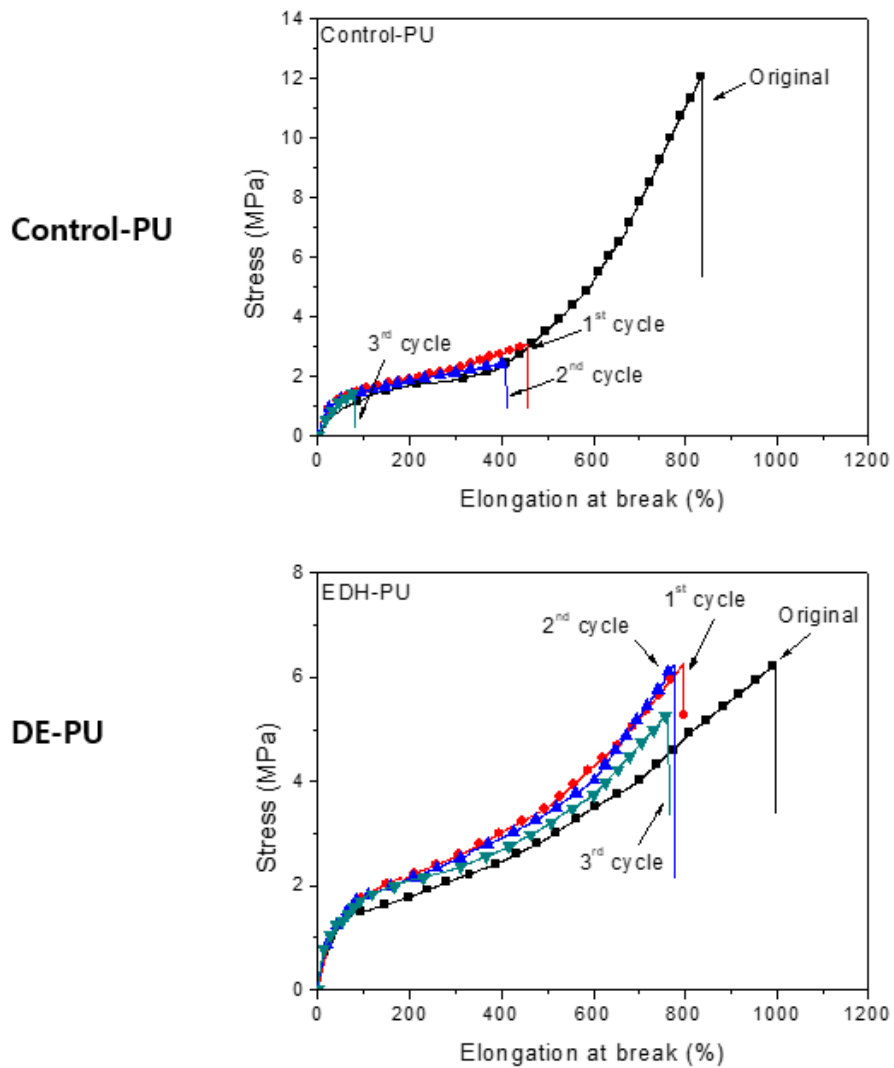 Control-PU
14
12
10
8
6
4
2
0
Stress (MPa)
Control-PU
Original
1st cycle
2nd cycle
3rd cycle
0 200 400 600 800 1000 1200
Elongation at break (%)
DE-PU
8
6
4
2
0
Stress (MPa)
EDH-PU
1st cycle
2nd cycle
Original
3rd cycle
0 200 400 600 800 1000 1200
Elongation at break (%)